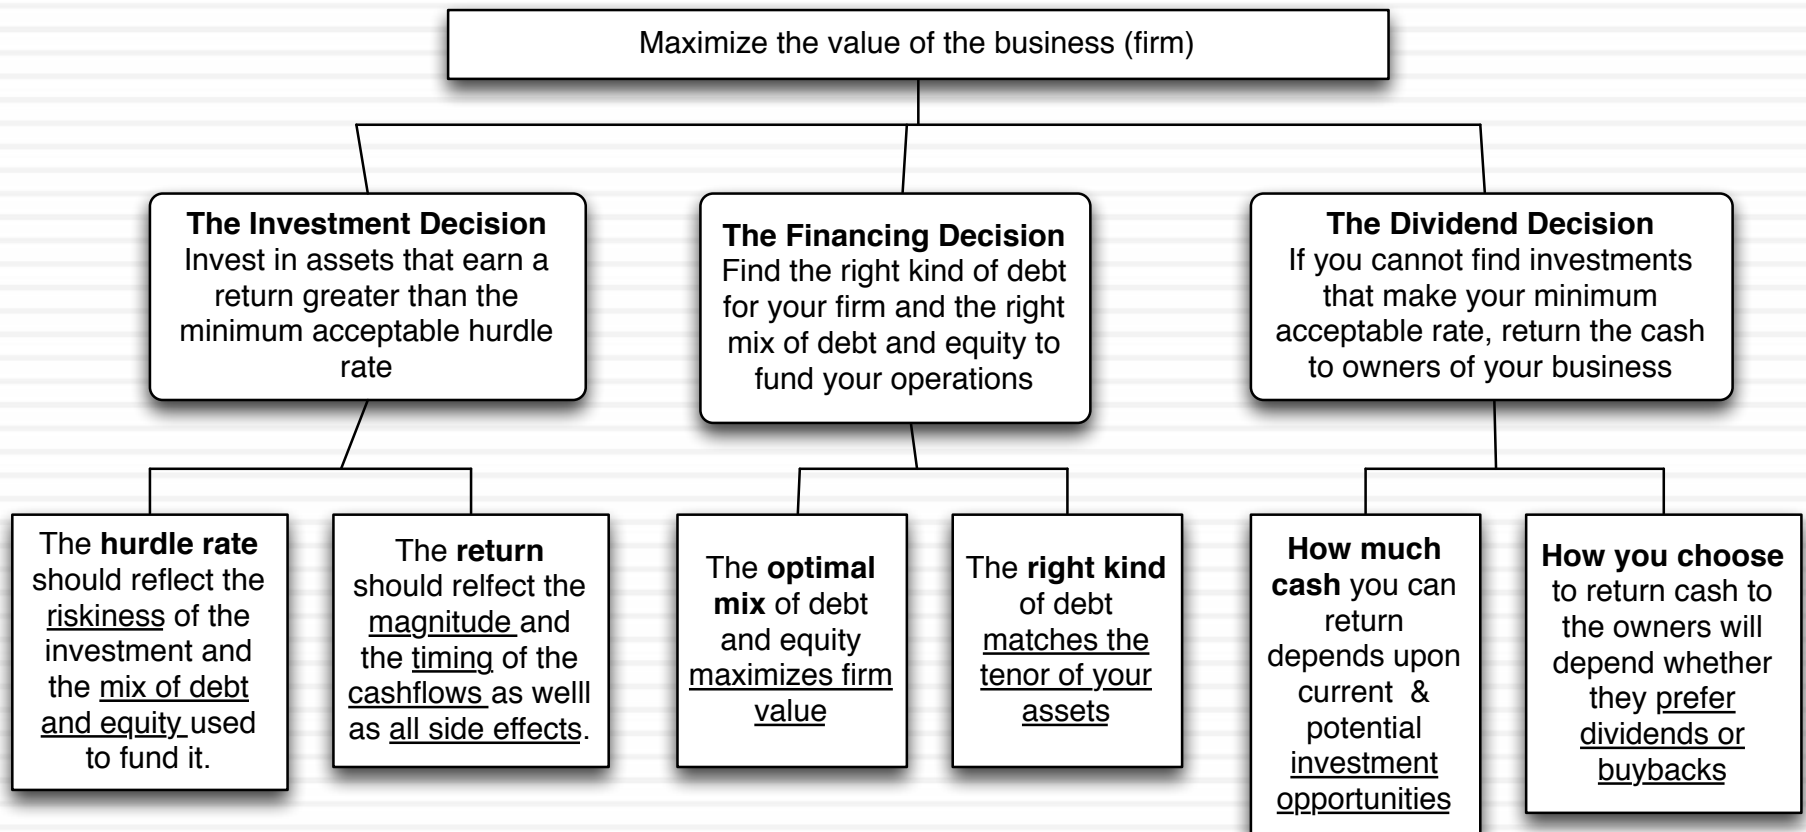 Maximize the value of the business (firm)
The Investment Decision
Invest in assets that earn a
return greater than the
minimum acceptable hurdle
rate
The Financing Decision
Find the right kind of debt
for your firm and the right
mix of debt and equity to
fund your operations
The Dividend Decision
If you cannot find investments
that make your minimum
acceptable rate, return the cash
to owners of your business
The hurdle rate
should reflect the
riskiness of the
investment and
the mix of debt
and equity used
to fund it.
The return
should relfect the
magnitude and
the timing of the
cashflows as welll
as all side effects.
The optimal
mix of debt
and equity
maximizes firm
value
The right kind
of debt
matches the
tenor of your
assets
How much
cash you can
return
depends upon
current & 
potential
investment
opportunities
How you choose
to return cash to
the owners will
depend whether
they prefer
dividends or
buybacks